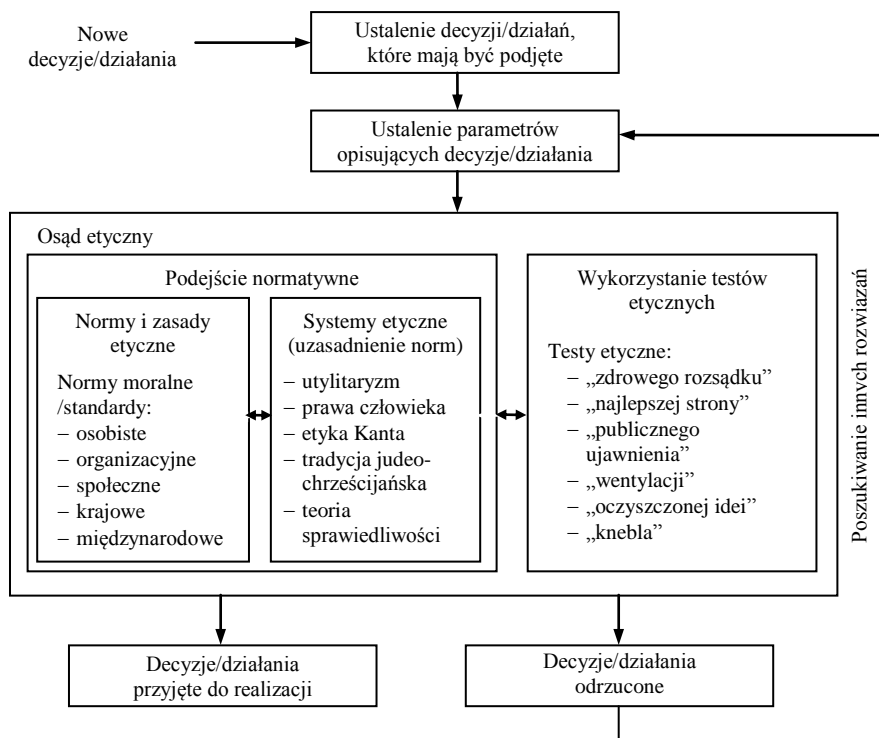 Nowe
decyzje/działania
Ustalenie decyzji/działań,
które mają być podjęte
Ustalenie parametrów
opisujących decyzje/działania
Osąd etyczny
Podejście normatywne
Normy i zasady
etyczne
Normy moralne
/standardy:
– osobiste
– organizacyjne
– społeczne
– krajowe
– międzynarodowe
Systemy etyczne
(uzasadnienie norm)
– utylitaryzm
– prawa człowieka
– etyka Kanta
– tradycja judeo-
chrześcijańska
– teoria
sprawiedliwości
Wykorzystanie testów
etycznych
Testy etyczne:
– „zdrowego rozsądku”
– „najlepszej strony”
– „publicznego
ujawnienia”
– „wentylacji”
– „oczyszczonej idei”
– „knebla”
Poszukiwanie innych rozwiazań
Decyzje/działania
przyjęte do realizacji
Decyzje/działania
odrzucone